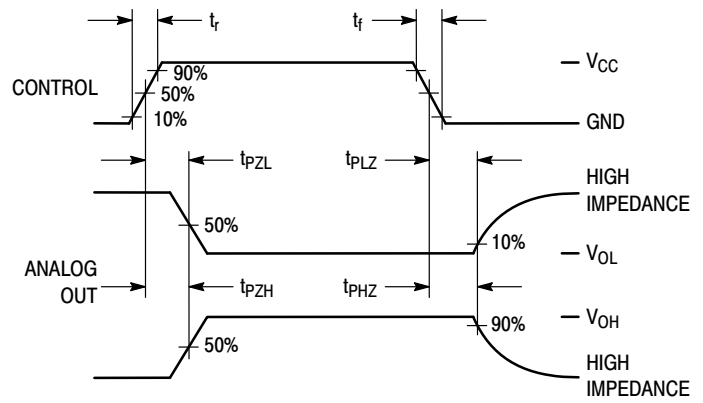 tr
tf
CONTROL
90%
50%
10%
VCC
GND
tPZL
tPLZ
HIGH
IMPEDANCE
50%
10%
VOL
ANALOG
OUT
tPZH
tPHZ
VOH
50%
90%
HIGH
IMPEDANCE